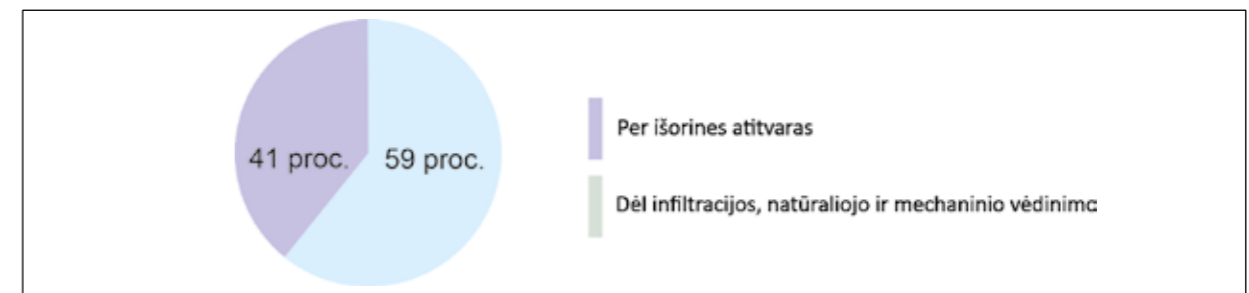 41 proc.
59 proc.
Per išorines atitvaras
Dėl infiltracijos, natūraliojo ir mechaninio vėdinimo